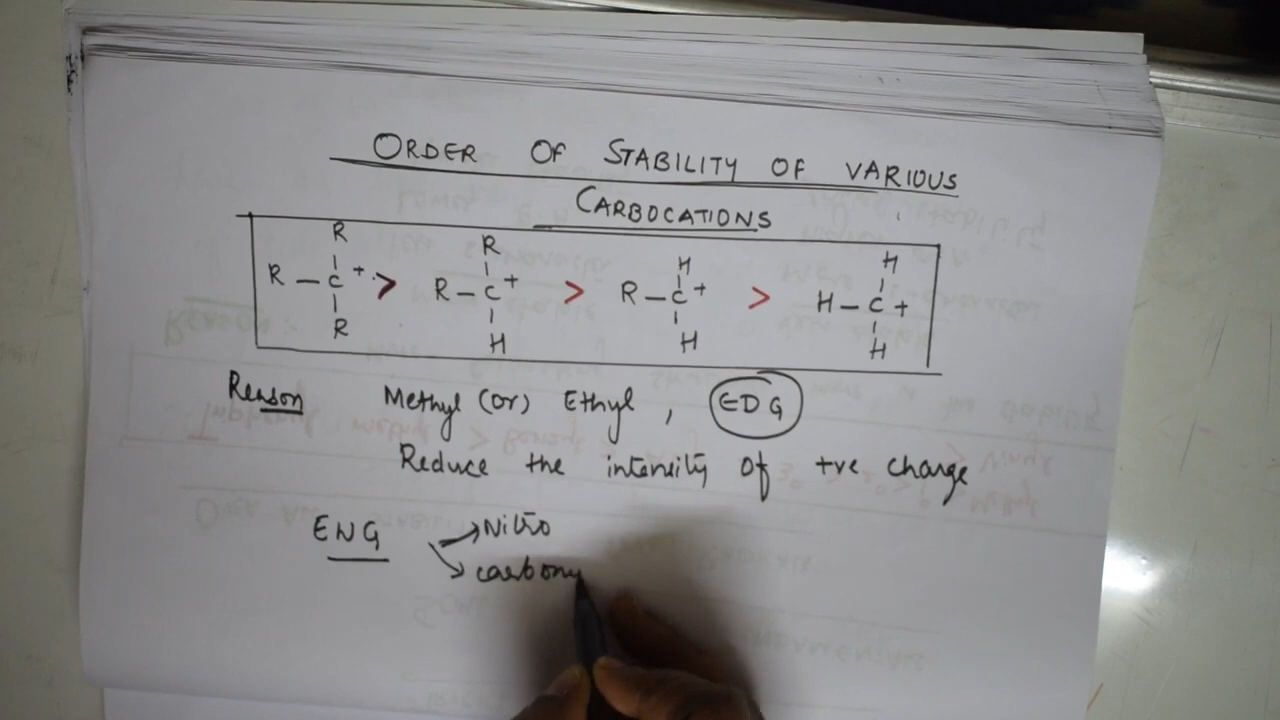 ORDER OF STABILITY OF VARIOUS
CARBOCATIONS
R R H H
R – C + > R – C + > R – C + > H – C +
R H H H
Reason Methyl (or) Ethyl , EDG
Reduce the intensity of +ve charge
ENG → Nitro
→ carbony